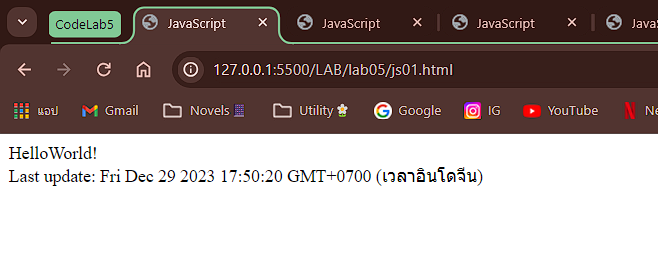 CodeLab5 JavaScript JavaScript JavaScript JavaS
127.0.0.1:5500/LAB/lab05/js01.html
แอป Gmail Novels Utility Google IG YouTube Ne
HelloWorld!
Last update: Fri Dec 29 2023 17:50:20 GMT+0700 (เวลาอินโดจีน)